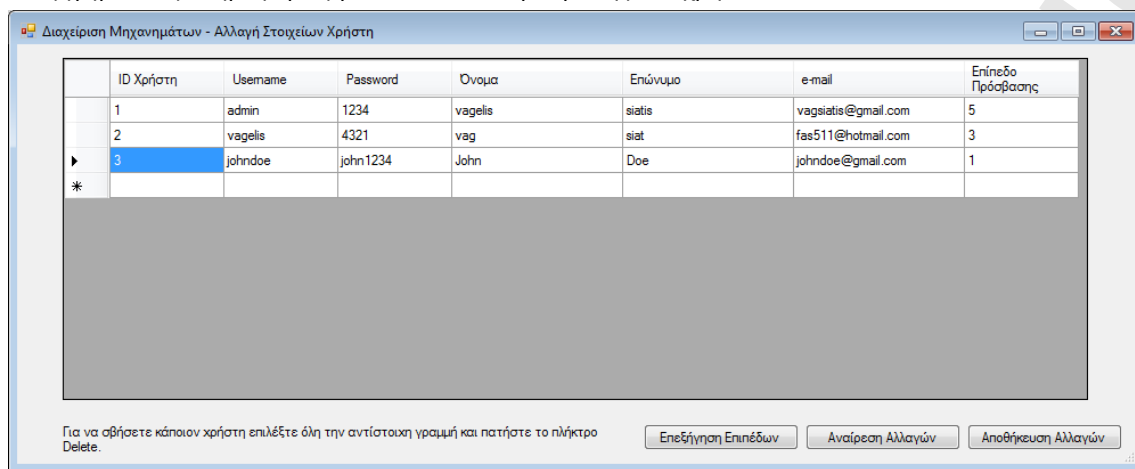 Διαχείριση Μηχανημάτων - Αλλαγή Στοιχείων Χρήστη
ID Χρήστη Username Password Όνομα Επώνυμο e-mail Επίπεδο Πρόσβασης
1 admin 1234 vagelis siatis vagsiatis@gmail.com 5
2 vagelis 4321 vag siat fas511@hotmail.com 3
3 johndoe john1234 John Doe johndoe@gmail.com 1
Για να σβήσετε κάποιον χρήστη επιλέξτε όλη την αντίστοιχη γραμμή και πατήστε το πλήκτρο
Delete.
Επεξήγηση Επιπέδων Αναίρεση Αλλαγών Αποθήκευση Αλλαγών